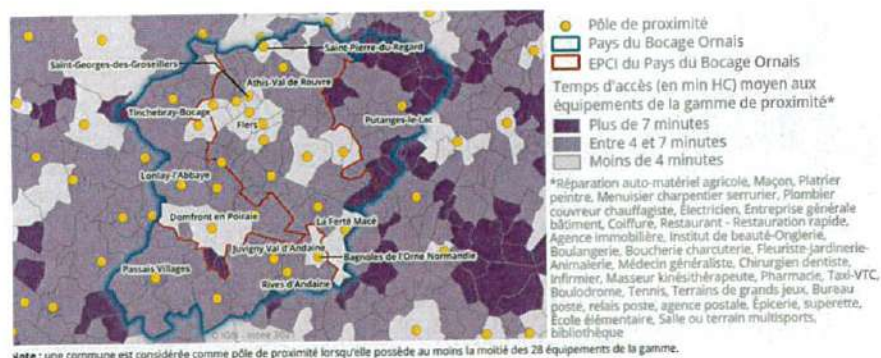 Saint-Pierre-du-Regard
Saint-Georges-des-Groseillers
Athis-Val de Rouvre
Tinchebray-Bocage
Putanges-le-Lac
Flers
Lonlay-l'Abbaye
Domfront en Poiraie
La Ferté Macé
Juvigny Val d'Andaine
Bagnoles de l'Orne Normandie
Passais Villages
Rives d'Andaine
© IGN - Insee
Pôle de proximité
Pays du Bocage Ornais
EPCI du Pays du Bocage Ornais
Temps d'accès (en min HC) moyen aux
équipements de la gamme de proximité*
Plus de 7 minutes
Entre 4 et 7 minutes
Moins de 4 minutes
*Réparation auto-matériel agricole, Maçon, Platrier
peintre, Menuisier charpentier serrurier, Plombier
couvreur chauffagiste, Électricien, Entreprise générale
bâtiment, Coiffure, Restaurant - Restauration rapide,
Agence immobilière, Institut de beauté-Onglerie,
Boulangerie, Boucherie charcuterie, Fleuriste-Jardinerie-
Animalerie, Médecin généraliste, Chirurgien dentiste,
Infirmier, Masseur kinésithérapeute, Pharmacie, Taxi-VTC,
Boulodrome, Tennis, Terrains de grands jeux, Bureau
poste, relais poste, agence postale, Épicerie, superette,
École élémentaire, Salle ou terrain multisports,
bibliothèque
Note : une commune est considérée comme pôle de proximité lorsqu'elle possède au moins la moitié des 28 équipements de la gamme.